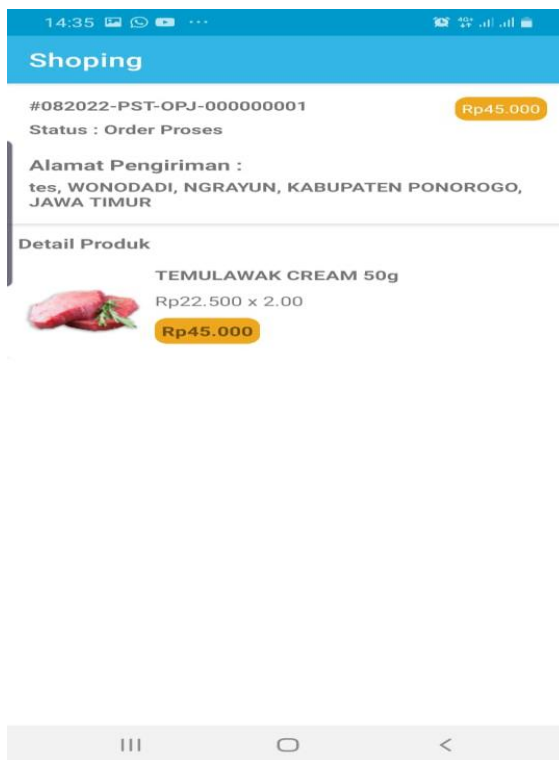 14:35
Shoping
#082022-PST-OPJ-000000001
Rp45.000
Status : Order Proses
Alamat Pengiriman :
tes, WONODADI, NGRAYUN, KABUPATEN PONOROGO,
JAWA TIMUR
Detail Produk
TEMULAWAK CREAM 50g
Rp22.500 x 2.00
Rp45.000